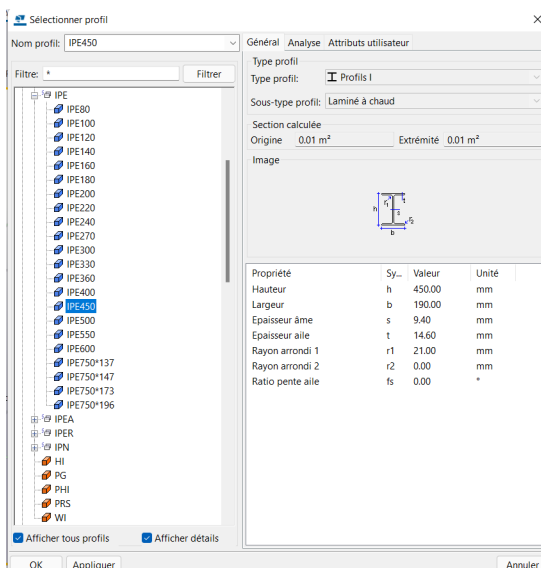 Sélectionner profil
Nom profil: IPE450
Filtre: * Filtrer
IPE
IPE80
IPE100
IPE120
IPE140
IPE160
IPE180
IPE200
IPE220
IPE240
IPE270
IPE300
IPE330
IPE360
IPE400
IPE450
IPE500
IPE550
IPE600
IPE750*137
IPE750*147
IPE750*173
IPE750*196
IPEA
IPER
IPN
HI
PG
PHI
PRS
WI
Afficher tous profils Afficher détails
OK Appliquer
Général Analyse Attributs utilisateur
Type profil
Type profil: Profils I
Sous-type profil: Laminé à chaud
Section calculée
Origine 0.01 m² Extrémité 0.01 m²
Image
h r1 t
s
r2
b
Propriété Sy... Valeur Unité
Hauteur h 450.00 mm
Largeur b 190.00 mm
Epaisseur âme s 9.40 mm
Epaisseur aile t 14.60 mm
Rayon arrondi 1 r1 21.00 mm
Rayon arrondi 2 r2 0.00 mm
Ratio pente aile fs 0.00 °
Annuler